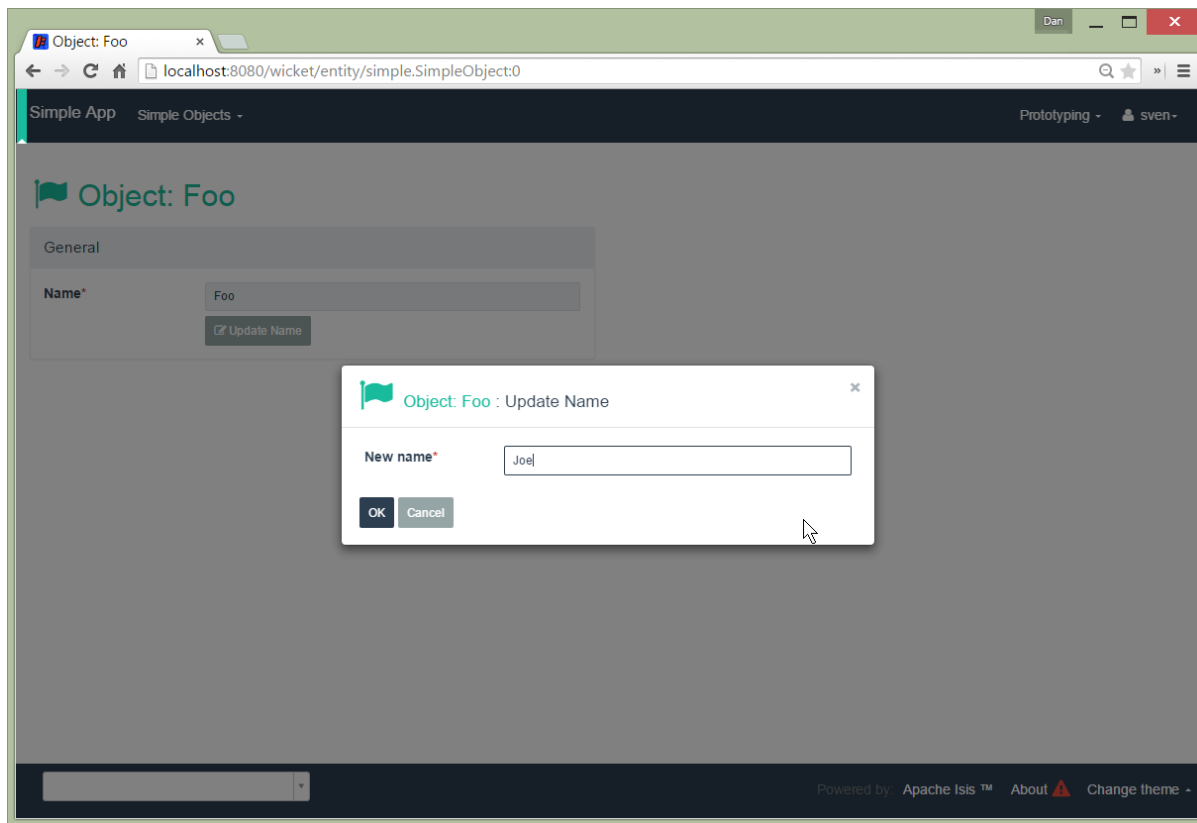 Dan
Object: Foo
localhost:8080/wicket/entity/simple.SimpleObject:0
Simple App Simple Objects Prototyping sven
Object: Foo
General
Name* Foo
Update Name
Object: Foo : Update Name
New name* Joe
OK Cancel
Powered by: Apache Isis ™ About Change theme